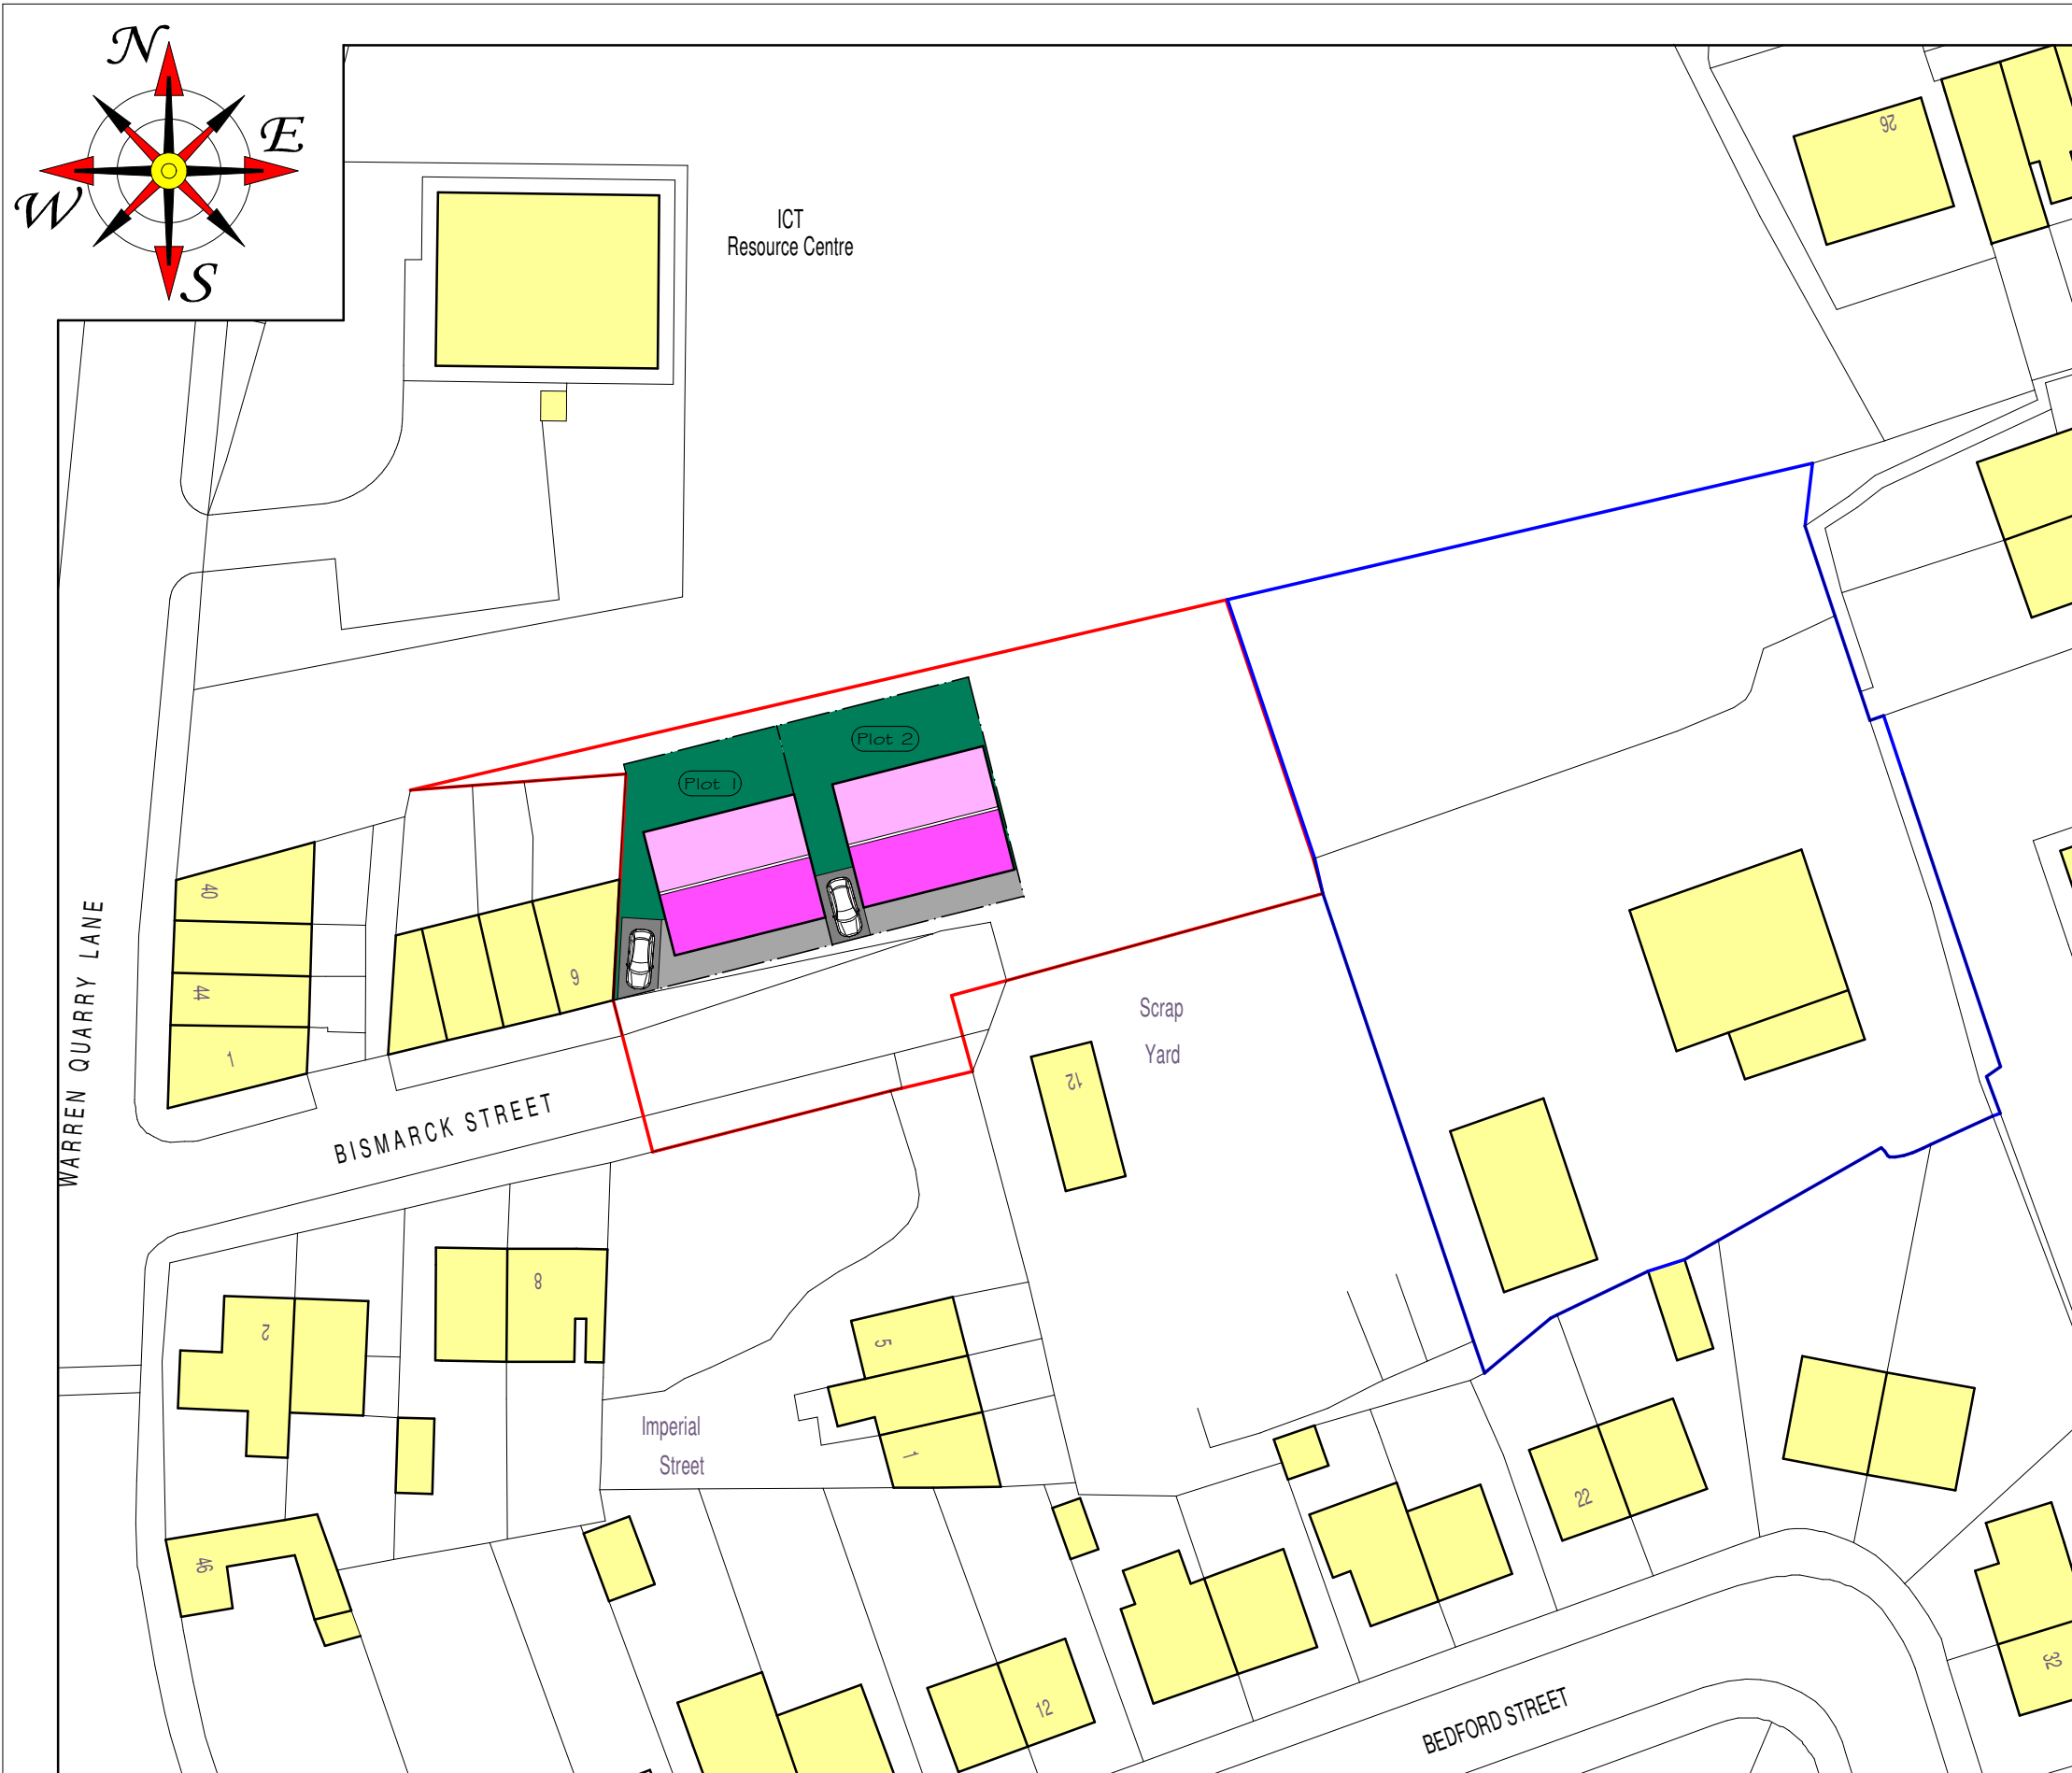 N
E
W
S
26
ICT
Resource Centre
Plot 2
Plot 1
40
44
1
9
WARREN QUARRY LANE
Scrap
Yard
12
BISMARCK STREET
2
8
5
1
Imperial
Street
46
22
12
32
BEDFORD STREET